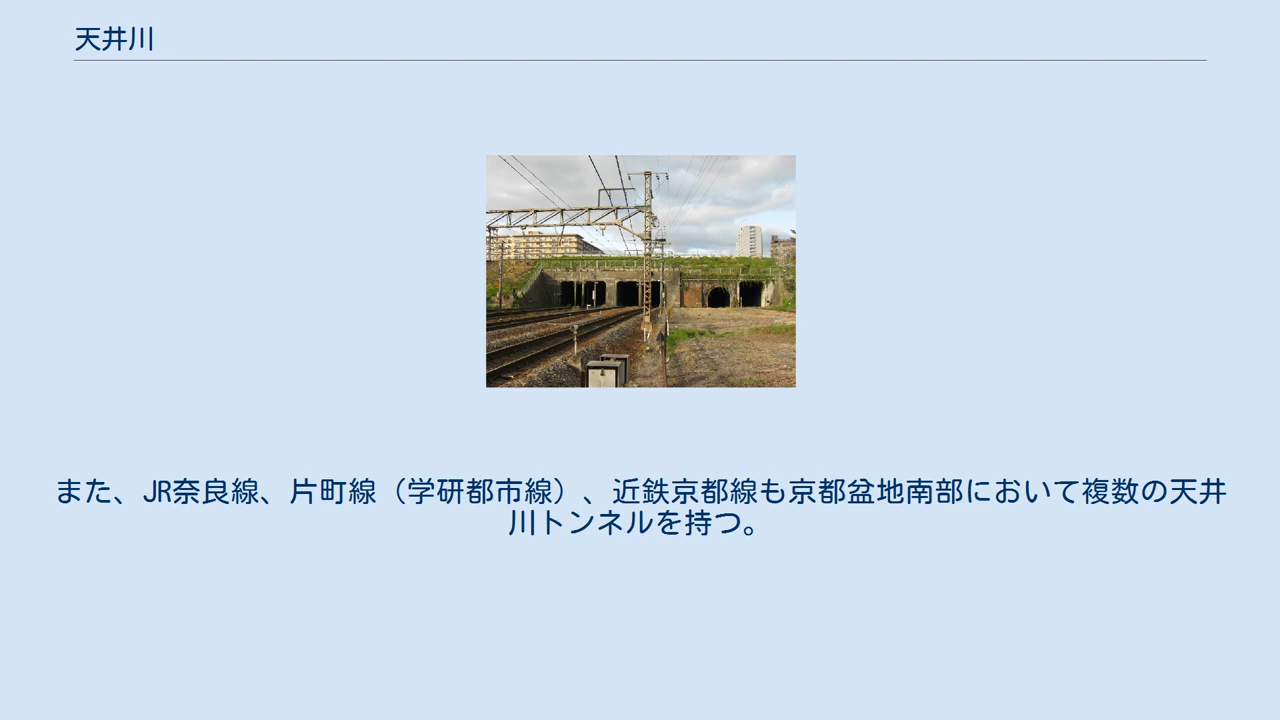 天井川
また、JR奈良線、片町線（学研都市線）、近鉄京都線も京都盆地南部において複数の天井
川トンネルを持つ。